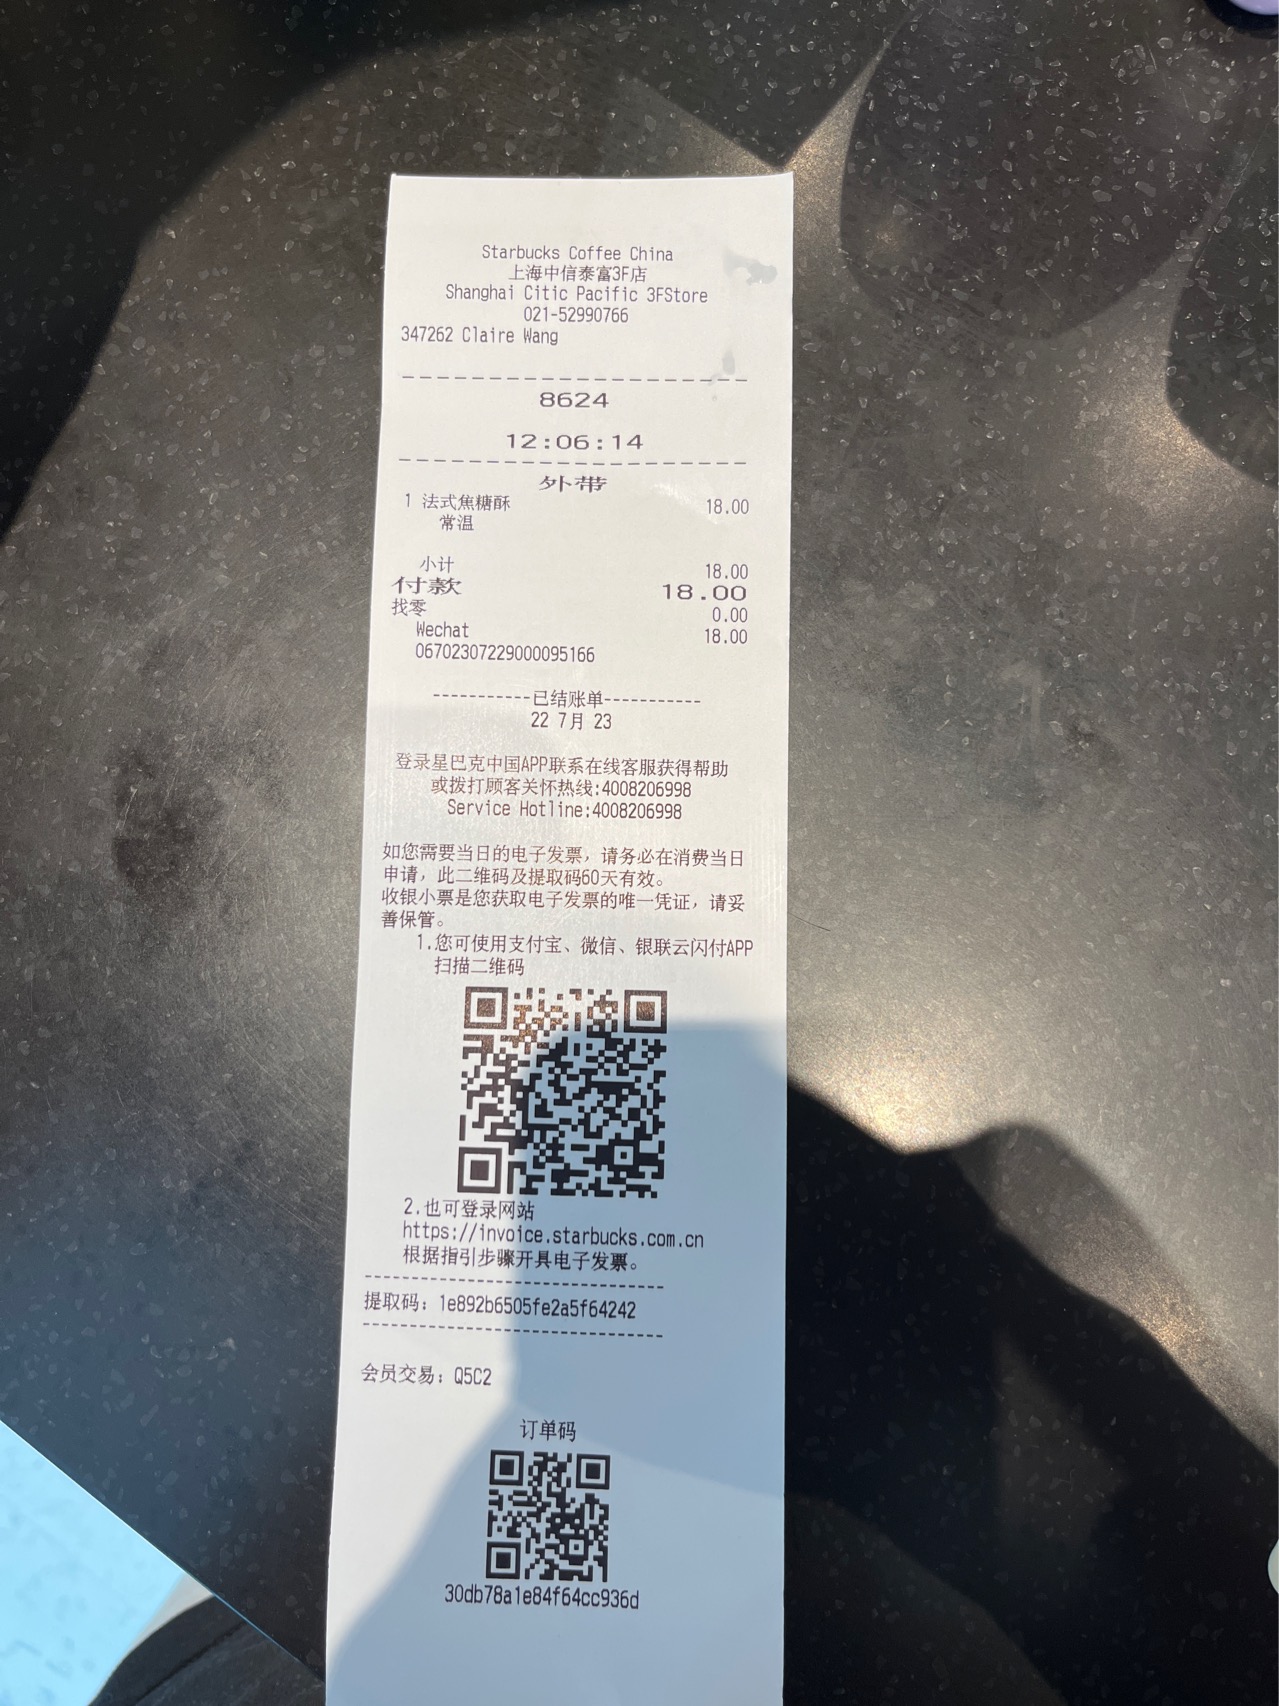 Starbucks Coffee China
上海中信泰富3F店
Shanghai Citic Pacific 3FStore
021-52990766
347262 Claire Wang
8624
12:06:14
外带
1 法式焦糖酥 18.00
常温
小计 18.00
付款 18.00
找零 0.00
Wechat 18.00
06702307229000095166
-----------已结账单-----------
22 7月 23
登录星巴克中国APP联系在线客服获得帮助
或拨打顾客关怀热线:4008206998
Service Hotline:4008206998
如您需要当日的电子发票，请务必在消费当日
申请，此二维码及提取码60天有效。
收银小票是您获取电子发票的唯一凭证，请妥
善保管。
1.您可使用支付宝、微信、银联云闪付APP
扫描二维码
2.也可登录网站
https://invoice.starbucks.com.cn
根据指引步骤开具电子发票。
提取码：1e892b6505fe2a5f64242
会员交易：Q5C2
订单码
30db78a1e84f64cc936d